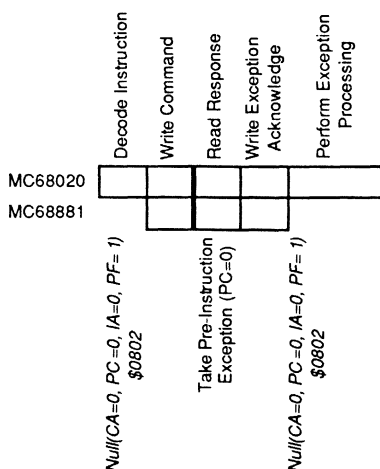 Decode Instruction
Write Command
Read Response
Write Exception
Acknowledge
Perform Exception
Processing
MC68020
MC68881
Null(CA=0, PC=0, IA=0, PF= 1)
$0802
Take Pre-Instruction
Exception (PC=0)
Null(CA=0, PC=0, IA=0, PF= 1)
$0802